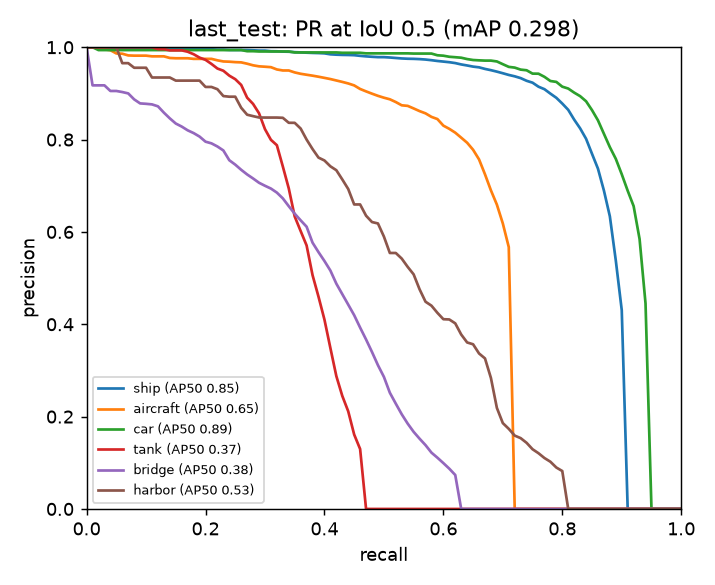 last_test: PR at IoU 0.5 (mAP 0.298)
1.0
0.8
0.6
0.4
0.2
0.0
precision
ship (AP50 0.85)
aircraft (AP50 0.65)
car (AP50 0.89)
tank (AP50 0.37)
bridge (AP50 0.38)
harbor (AP50 0.53)
0.0 0.2 0.4 0.6 0.8 1.0
recall